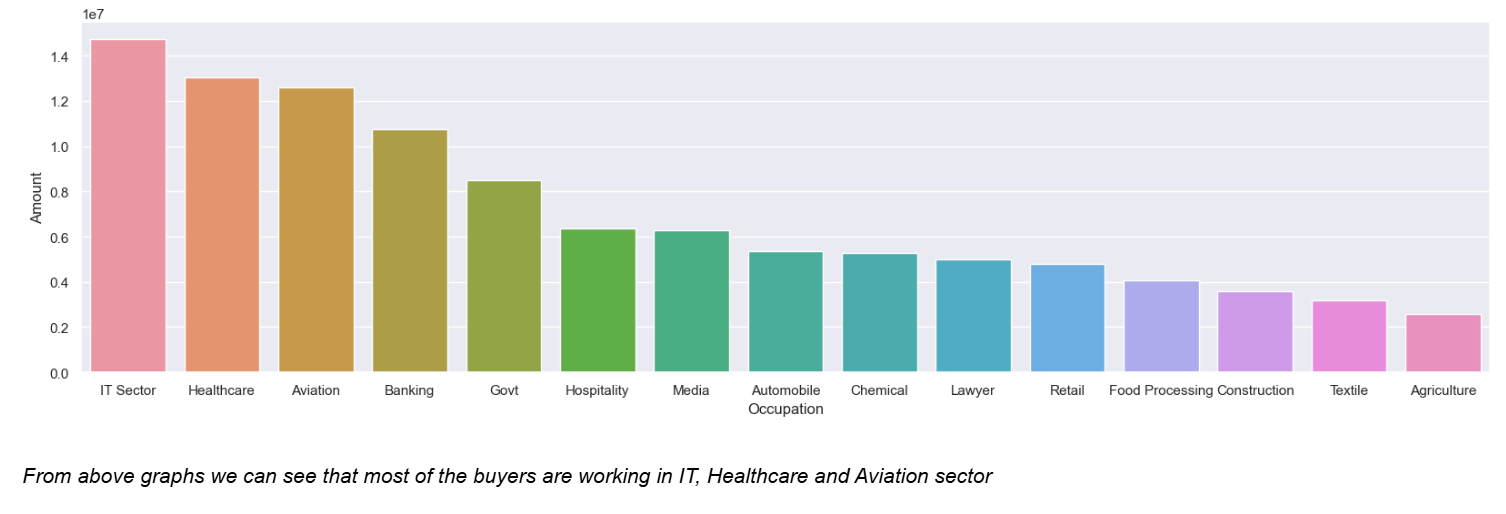 1e7
1.4
1.2
1.0
0.8
0.6
0.4
0.2
0.0
Amount
IT Sector Healthcare Aviation Banking Govt Hospitality Media Automobile Chemical Lawyer Retail Food Processing Construction Textile Agriculture
Occupation
From above graphs we can see that most of the buyers are working in IT, Healthcare and Aviation sector